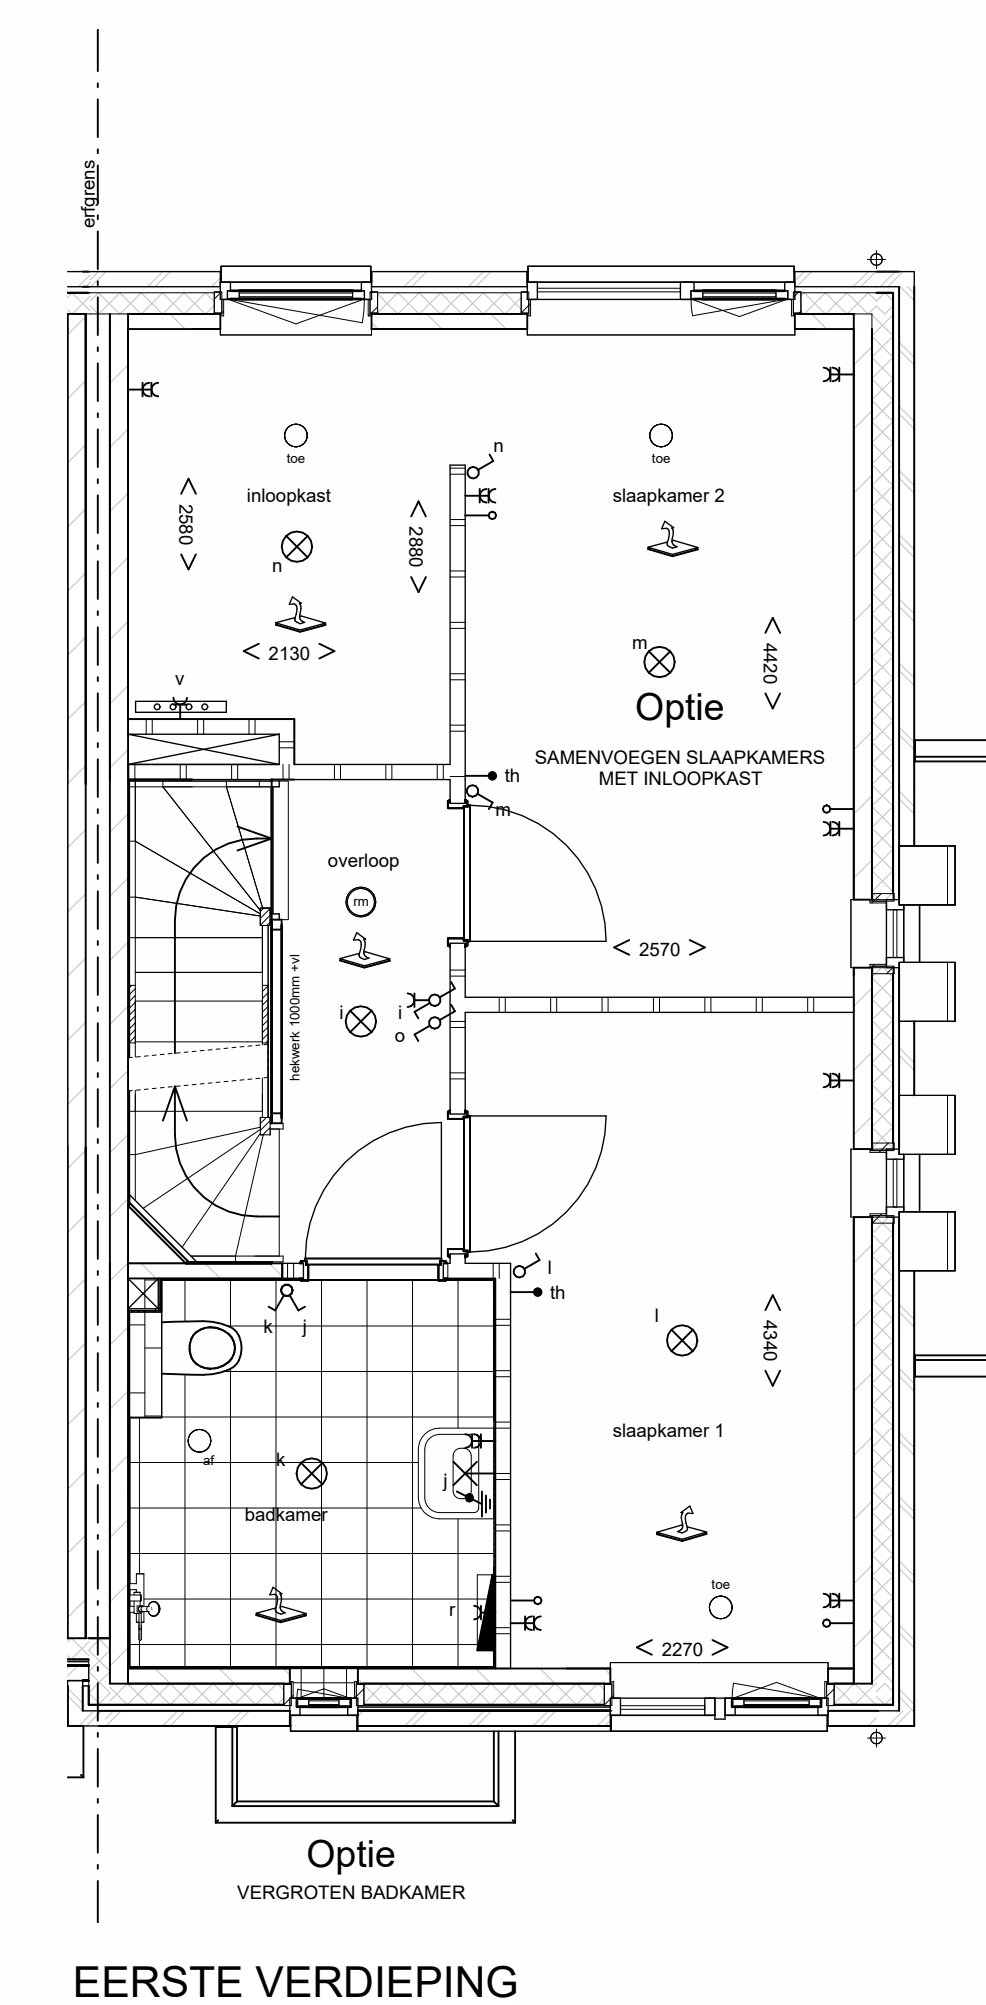 erfgrens
toe
toe
n
inloopkast
slaapkamer 2
2580
2880
n
m
2130
4420
v
Optie
SAMENVOEGEN SLAAPKAMERS
MET INLOOPKAST
th
m
overloop
rm
2570
hekwerk 1000mm +vl
i
i
o
l
th
k
j
l
4340
slaapkamer 1
af
k
j
badkamer
toe
r
2270
Optie
VERGROTEN BADKAMER
EERSTE VERDIEPING